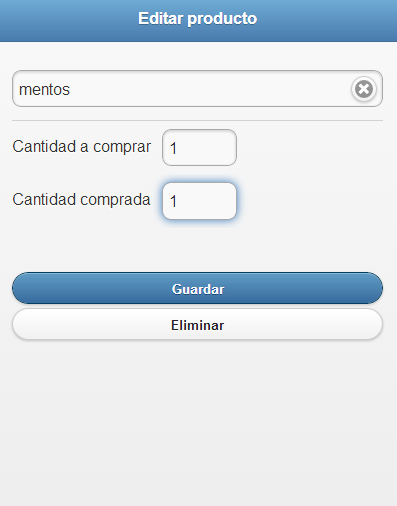 Editar producto
mentos
Cantidad a comprar 1
Cantidad comprada 1
Guardar
Eliminar